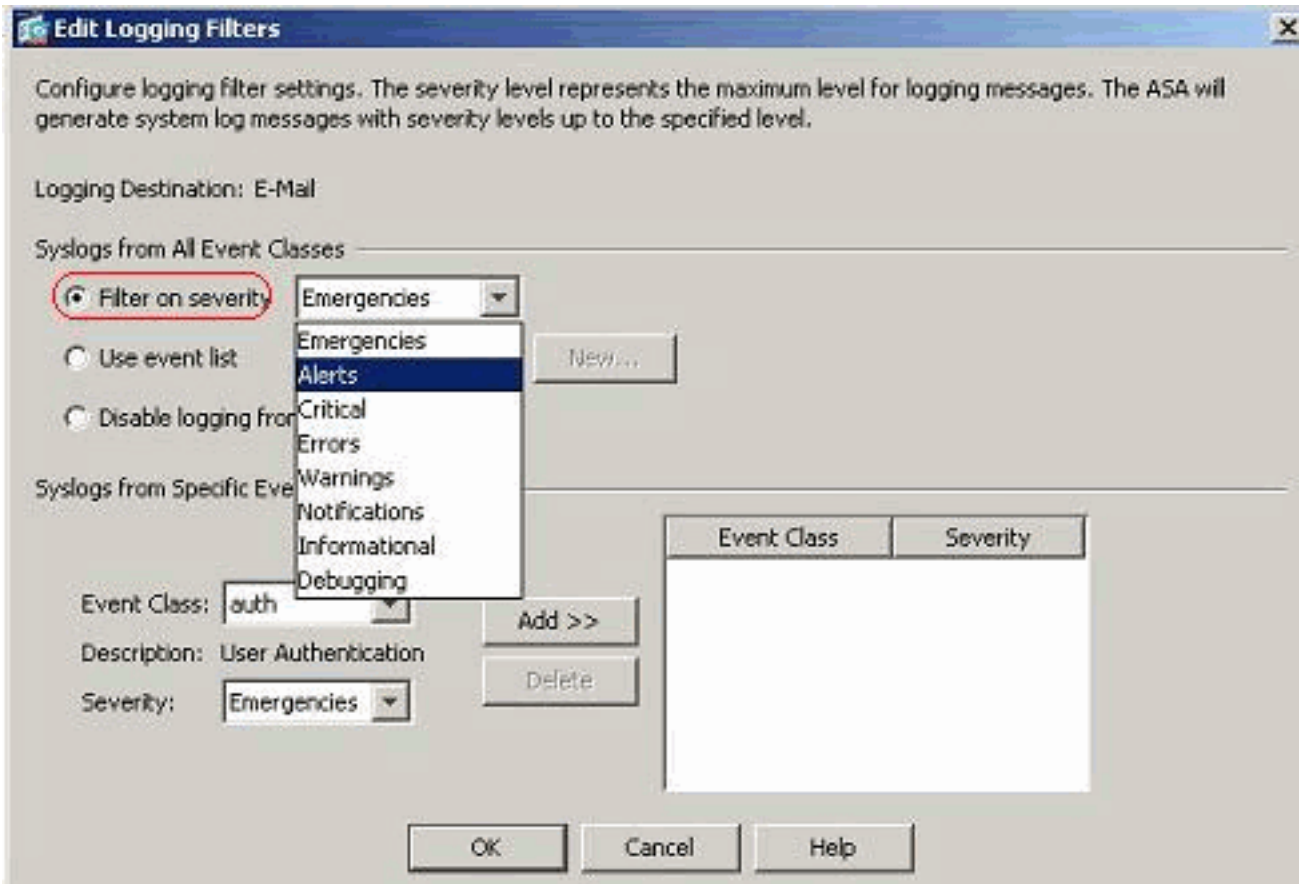 Edit Logging Filters
Configure logging filter settings. The severity level represents the maximum level for logging messages. The ASA will
generate system log messages with severity levels up to the specified level.
Logging Destination: E-Mail
Syslogs from All Event Classes
Filter on severity
Emergencies
Emergencies
Alerts
Critical
Errors
Warnings
Notifications
Informational
Debugging
Use event list
New...
Disable logging
Syslogs from Specific
Event Class: auth
Description: User Authentication
Severity: Emergencies
Add >>
Delete
Event Class Severity
OK Cancel Help